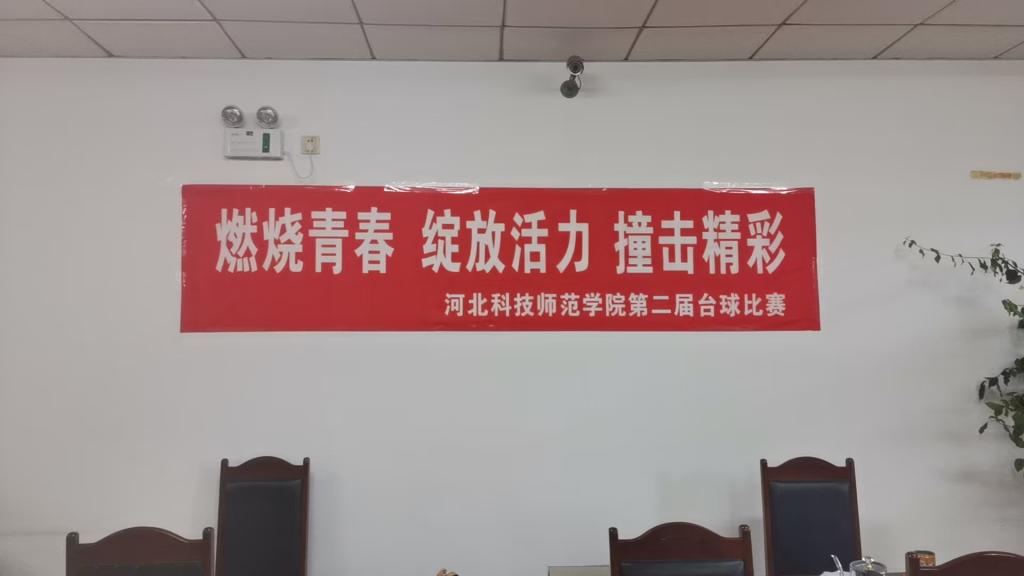 燃烧青春 绽放活力 撞击精彩
河北科技师范学院第二届台球比赛